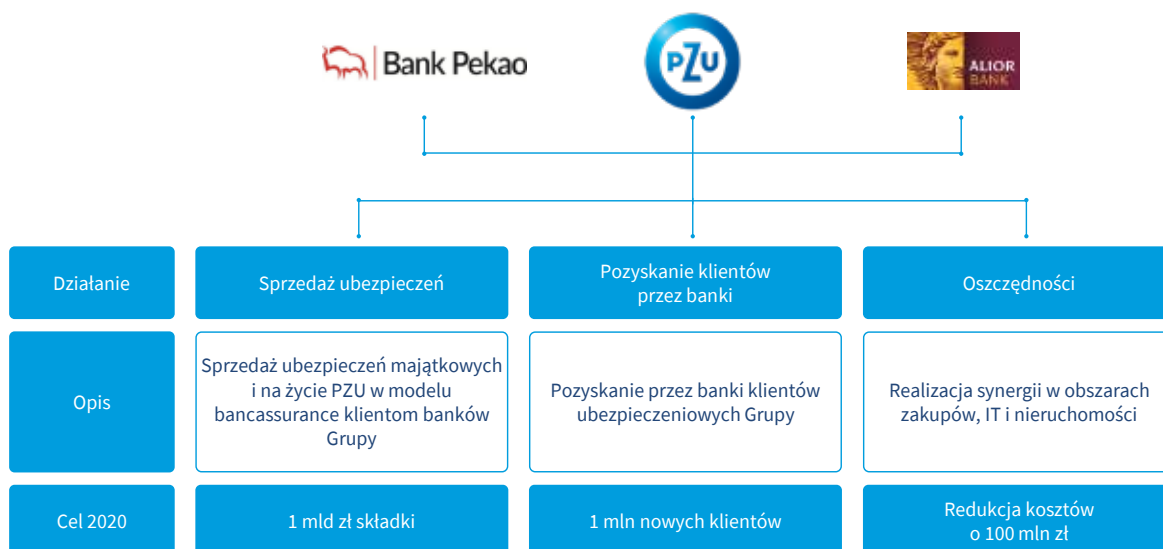 Bank Pekao
PZU
ALIOR
BANK
Działanie
Sprzedaż ubezpieczeń
Pozyskanie klientów
przez banki
Oszczędności
Opis
Sprzedaż ubezpieczeń majątkowych
i na życie PZU w modelu
bancassurance klientom banków
Grupy
Pozyskanie przez banki klientów
ubezpieczeniowych Grupy
Realizacja synergii w obszarach
zakupów, IT i nieruchomości
Cel 2020
1 mld zł składki
1 mln nowych klientów
Redukcja kosztów
o 100 mln zł